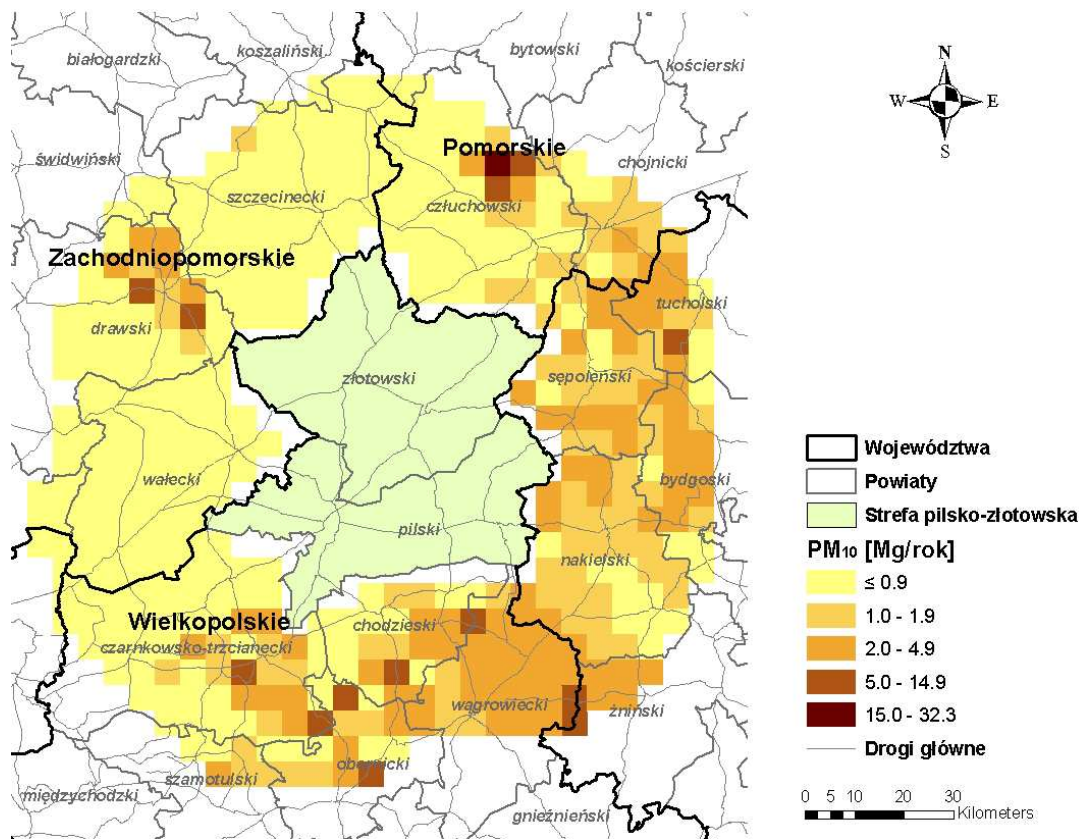 koszaliński
bytowski
białogardzki
kościerski
N
W
E
S
Pomorskie
świdwiński
chojnicki
szczecinecki
człuchowski
Zachodniopomorskie
tucholski
drawski
złotowski
sępoleński
Województwa
wałecki
bydgoski
Powiaty
Strefa pilsko-złotowska
pilski
PM10 [Mg/rok]
nakielski
≤ 0.9
1.0 - 1.9
Wielkopolskie
chodzieski
czarnkowsko-trzcianecki
2.0 - 4.9
5.0 - 14.9
wągrowiecki
żniński
15.0 - 32.3
Drogi główne
obornicki
szamotulski
międzychodzki
gnieźnieński
0 5 10 20 30
Kilometers